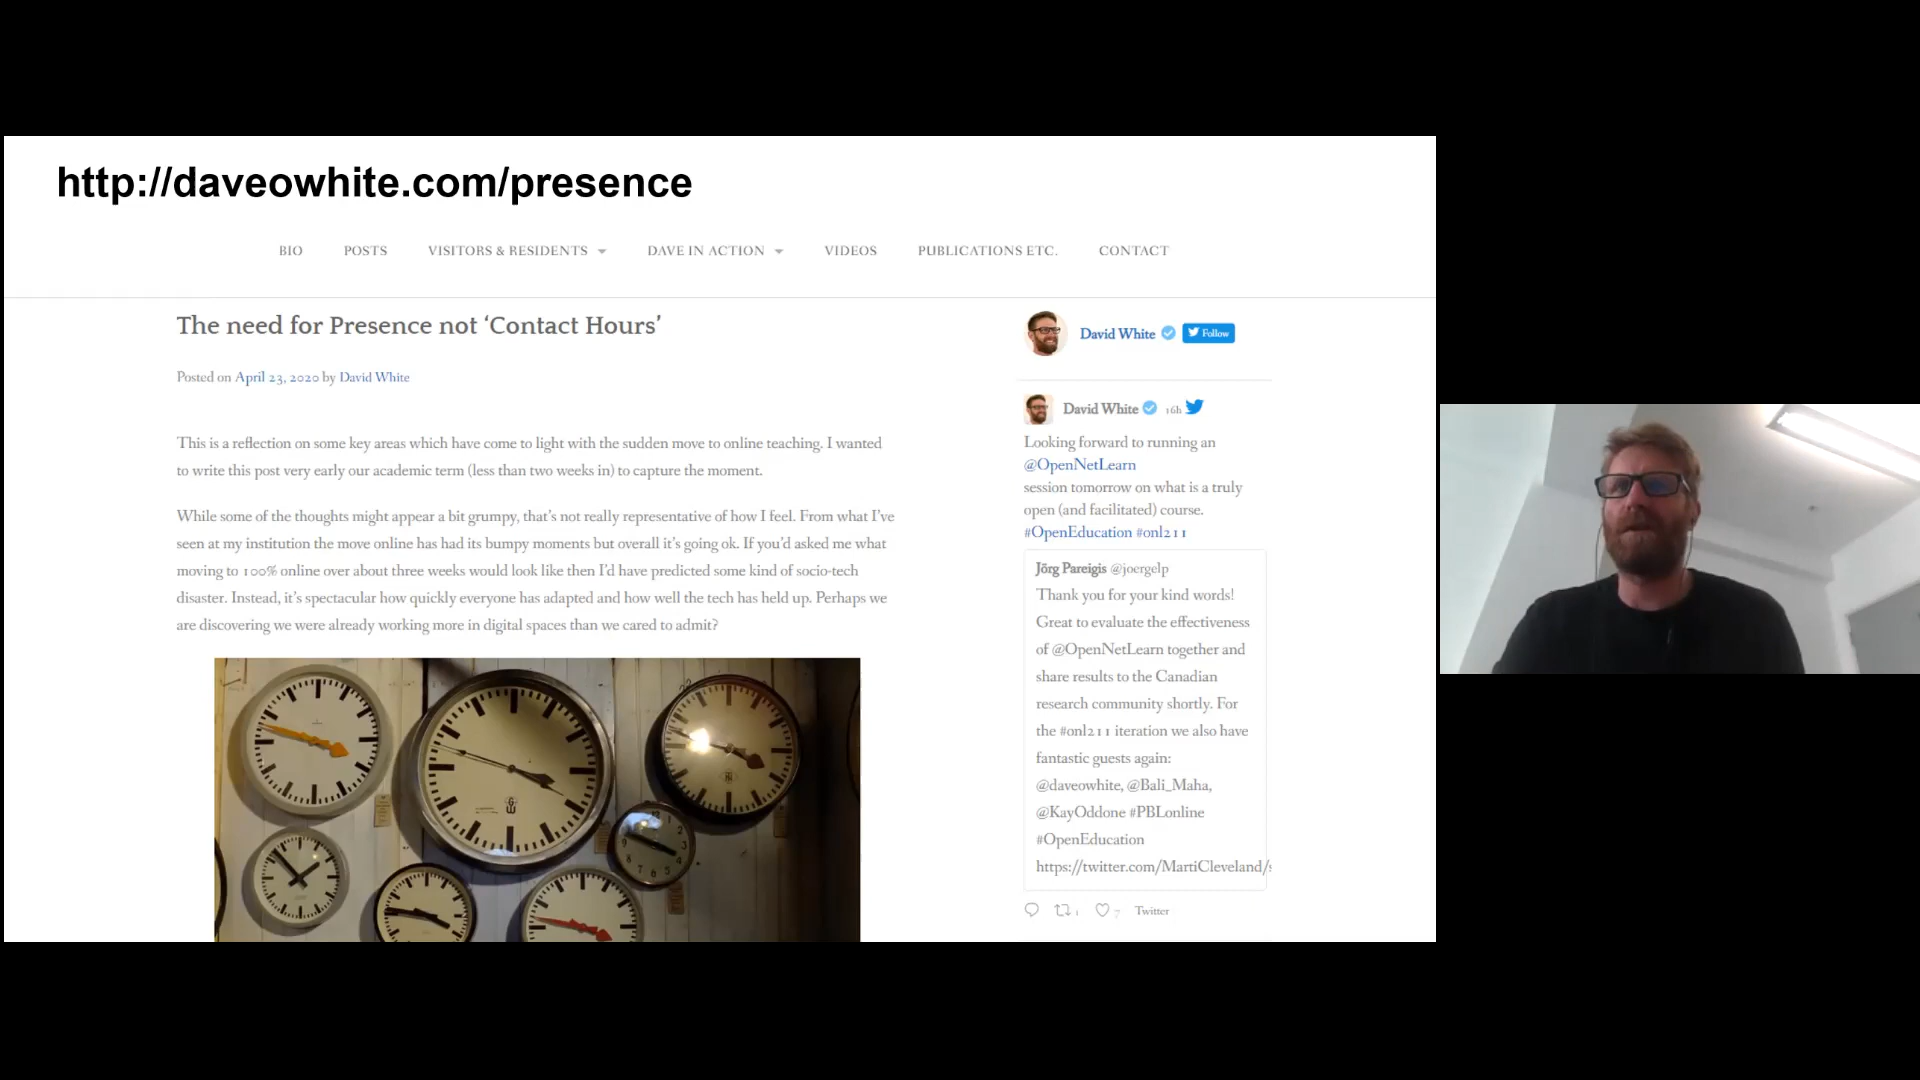 http://daveowhite.com/presence
BIO POSTS VISITORS & RESIDENTS DAVE IN ACTION VIDEOS PUBLICATIONS ETC. CONTACT
The need for Presence not ‘Contact Hours’
Posted on April 23, 2020 by David White
This is a reflection on some key areas which have come to light with the sudden move to online teaching. I wanted
to write this post very early our academic term (less than two weeks in) to capture the moment.
While some of the thoughts might appear a bit grumpy, that’s not really representative of how I feel. From what I’ve
seen at my institution the move online has had its bumpy moments but overall it’s going ok. If you’d asked me what
moving to 100% online over about three weeks would look like then I’d have predicted some kind of socio-tech
disaster. Instead, it’s spectacular how quickly everyone has adapted and how well the tech has held up. Perhaps we
are discovering we were already working more in digital spaces than we cared to admit?
David White Follow
David White 16h
Looking forward to running an
@OpenNetLearn
session tomorrow on what is a truly
open (and facilitated) course.
#OpenEducation #onl211
Jörg Pareigis @joergelp
Thank you for your kind words!
Great to evaluate the effectiveness
of @OpenNetLearn together and
share results to the Canadian
research community shortly. For
the #onl211 iteration we also have
fantastic guests again:
@daveowhite, @Bali_Maha,
@KayOddone #PBLonline
#OpenEducation
https://twitter.com/MartiCleveland/s
1 7 Twitter